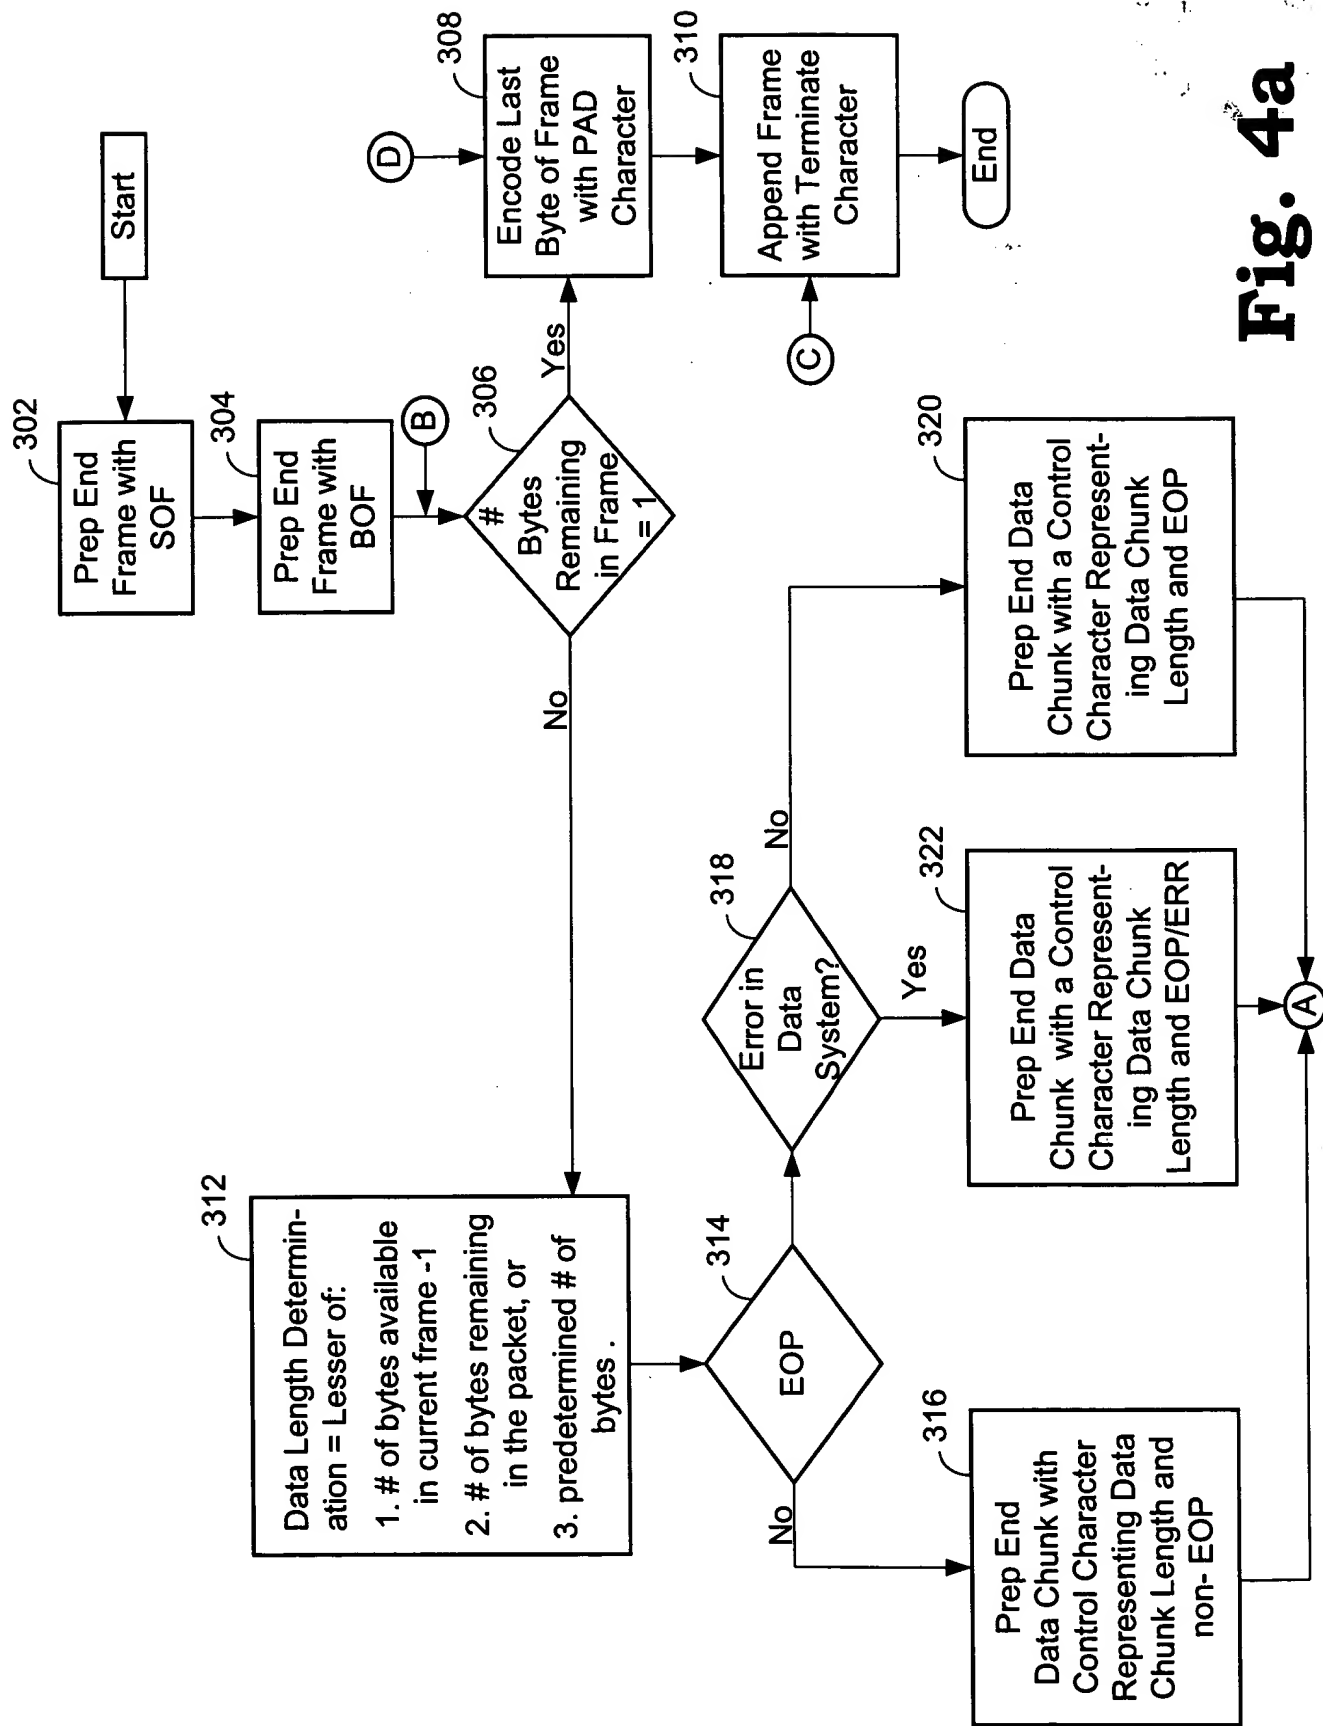 Start
302
Prep End
Frame with
SOF
304
Prep End
Frame with
BOF
B
306
#
Bytes
Remaining
in Frame
= 1
Yes
No
D
308
Encode Last
Byte of Frame
with PAD
Character
310
Append Frame
with Terminate
Character
C
End
312
Data Length Determin-
ation = Lesser of:
1. # of bytes available
in current frame -1
2. # of bytes remaining
in the packet, or
3. predetermined # of
bytes .
314
EOP
No
316
Prep End
Data Chunk with
Control Character
Representing Data
Chunk Length and
non- EOP
318
Error in
Data
System?
No
Yes
320
Prep End Data
Chunk with a Control
Character Represent-
ing Data Chunk
Length and EOP
322
Prep End Data
Chunk with a Control
Character Represent-
ing Data Chunk
Length and EOP/ERR
A
Fig. 4a